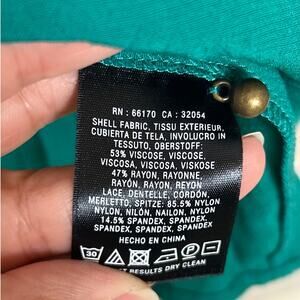 RN : 66170 CA : 32054
SHELL FABRIC, TISSU EXTERIEUR,
CUBIERTA DE TELA, INVOLUCRO IN
TESSUTO, OBERSTOFF:
53% VISCOSE, VISCOSE,
VISCOSA, VISCOSA, VISKOSE
47% RAYON, RAYONNE,
RAYÓN, RAYON, REYON
LACE, DENTELLE, CORDÓN,
MERLETTO, SPITZE: 85.5% NYLON
NYLON, NILÓN, NAILON, NYLON
14.5% SPANDEX, SPANDEX,
SPANDEX, SPANDEX, SPANDEX
HECHO EN CHINA
30
RESULTS DRY CLEAN